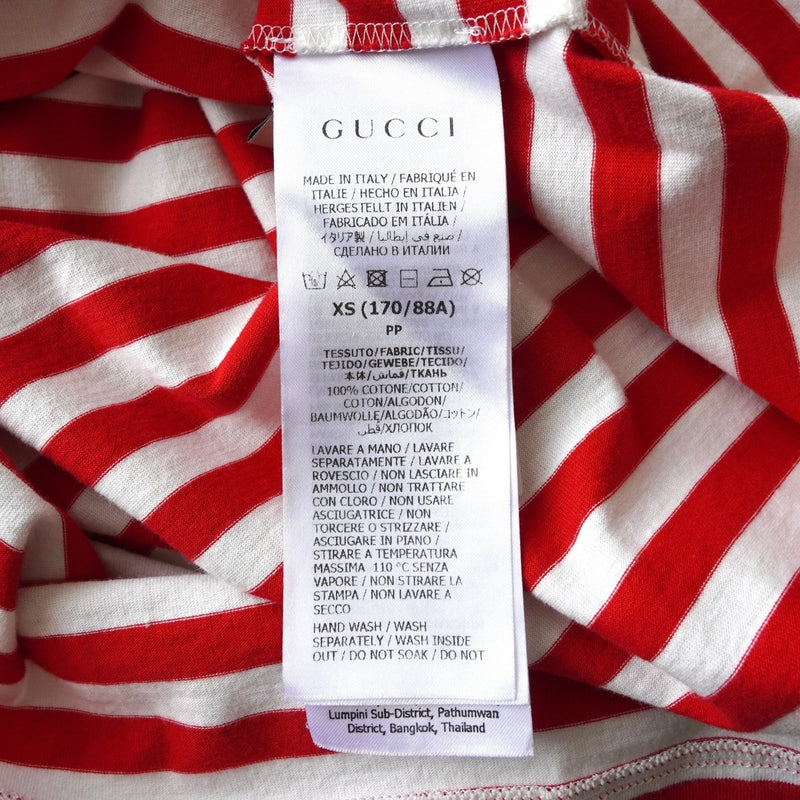 GUCCI
MADE IN ITALY / FABRIQUÉ EN
ITALIE / HECHO EN ITALIA /
HERGESTELLT IN ITALIEN /
FABRICADO EM ITÁLIA /
イタリア製 / صنع في إيطاليا /
СДЕЛАНО В ИТАЛИИ
XS (170/88A)
PP
TESSUTO/FABRIC/TISSU/
TEJIDO/GEWEBE/TECIDO/
本体/قماش/ТКАНЬ
100% COTONE/COTTON/
COTON/ALGODON/
BAUMWOLLE/ALGODÃO/コットン/
قطن/ХЛОПОК
LAVARE A MANO / LAVARE
SEPARATAMENTE / LAVARE A
ROVESCIO / NON LASCIARE IN
AMMOLLO / NON TRATTARE
CON CLORO / NON USARE
ASCIUGATRICE / NON
TORCERE O STRIZZARE /
ASCIUGARE IN PIANO /
STIRARE A TEMPERATURA
MASSIMA 110 °C SENZA
VAPORE / NON STIRARE LA
STAMPA / NON LAVARE A
SECCO
HAND WASH / WASH
SEPARATELY / WASH INSIDE
OUT / DO NOT SOAK / DO NOT
Lumpini Sub-District, Pathumwan
District, Bangkok, Thailand